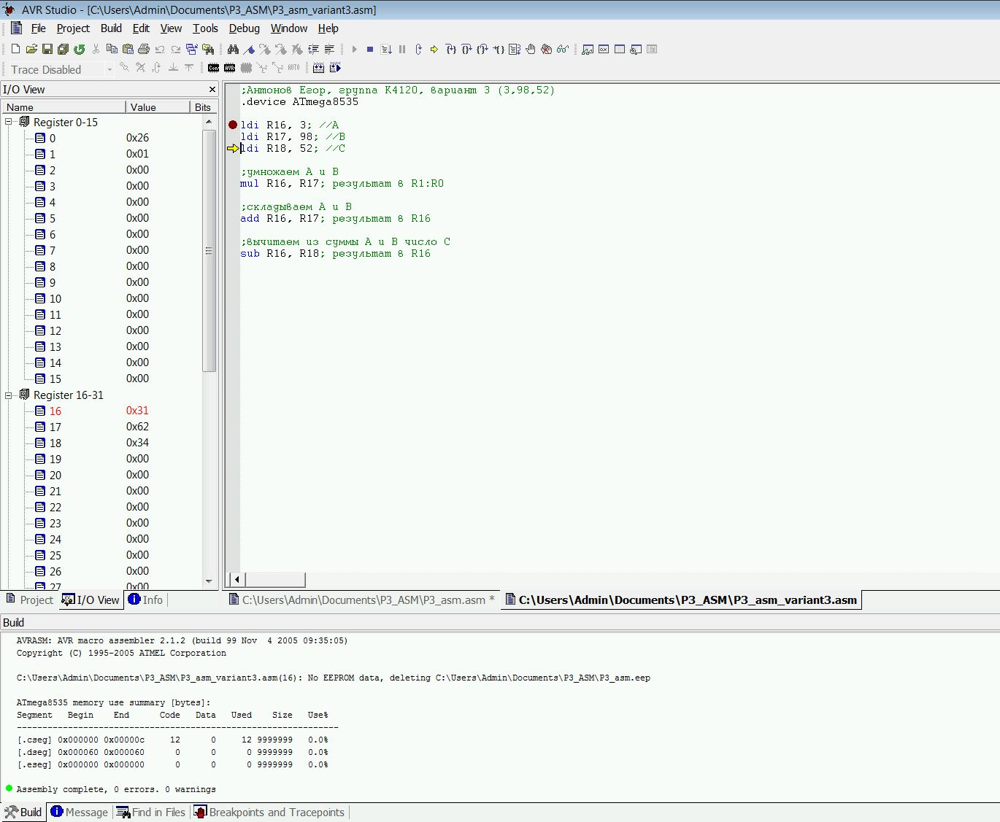 AVR Studio - [C:\Users\Admin\Documents\P3_ASM\P3_asm_variant3.asm]
File Project Build Edit View Tools Debug Window Help
Trace Disabled
Con AVR AUTO
I/O View
Name Value Bits
Register 0-15
0 0x26
1 0x01
2 0x00
3 0x00
4 0x00
5 0x00
6 0x00
7 0x00
8 0x00
9 0x00
10 0x00
11 0x00
12 0x00
13 0x00
14 0x00
15 0x00
Register 16-31
16 0x31
17 0x62
18 0x34
19 0x00
20 0x00
21 0x00
22 0x00
23 0x00
24 0x00
25 0x00
26 0x00
27 0x00
Project I/O View Info
;Антонов Егор, группа K4120, вариант 3 (3,98,52)
.device ATmega8535
ldi R16, 3; //A
ldi R17, 98; //B
ldi R18, 52; //C
;умножаем A и B
mul R16, R17; результат в R1:R0
;складываем A и B
add R16, R17; результат в R16
;вычитаем из суммы A и B число C
sub R16, R18; результат в R16
C:\Users\Admin\Documents\P3_ASM\P3_asm.asm *
C:\Users\Admin\Documents\P3_ASM\P3_asm_variant3.asm
Build
AVRASM: AVR macro assembler 2.1.2 (build 99 Nov  4 2005 09:35:05)
Copyright (C) 1995-2005 ATMEL Corporation
C:\Users\Admin\Documents\P3_ASM\P3_asm_variant3.asm(16): No EEPROM data, deleting C:\Users\Admin\Documents\P3_ASM\P3_asm.eep
ATmega8535 memory use summary [bytes]:
Segment Begin End Code Data Used Size Use%
---------------------------------------------------------------
[.cseg] 0x000000 0x00000c 12 0 12 9999999 0.0%
[.dseg] 0x000060 0x000060 0 0 0 9999999 0.0%
[.eseg] 0x000000 0x000000 0 0 0 9999999 0.0%
Assembly complete, 0 errors. 0 warnings
Build Message Find in Files Breakpoints and Tracepoints